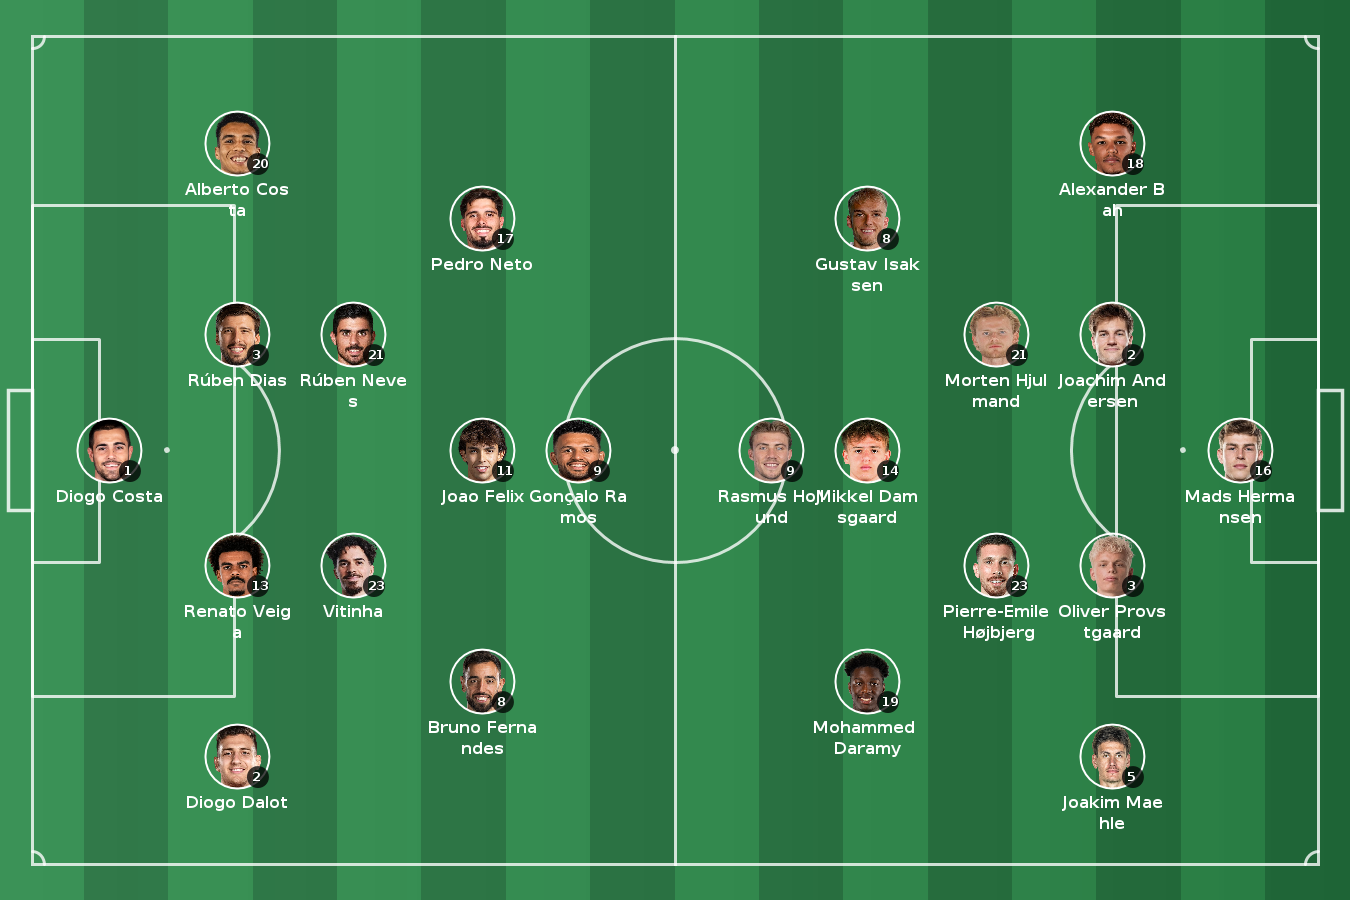 20
Alberto Cos
ta
18
Alexander B
an
17
Pedro Neto
8
Gustav Isak
sen
3
Rúben Dias
21
Rúben Neve
s
21
Morten Hjul
mand
2
Joachim And
ersen
1
Diogo Costa
11
Joao Felix
9
Gonçalo Ra
mos
9
Rasmus Hojl
und
14
Mikkel Dam
sgaard
16
Mads Herma
nsen
13
Renato Veig
a
23
Vitinha
23
Pierre-Emile
Højbjerg
3
Oliver Provs
tgaard
8
Bruno Ferna
ndes
19
Mohammed
Daramy
2
Diogo Dalot
5
Joakim Mae
hle